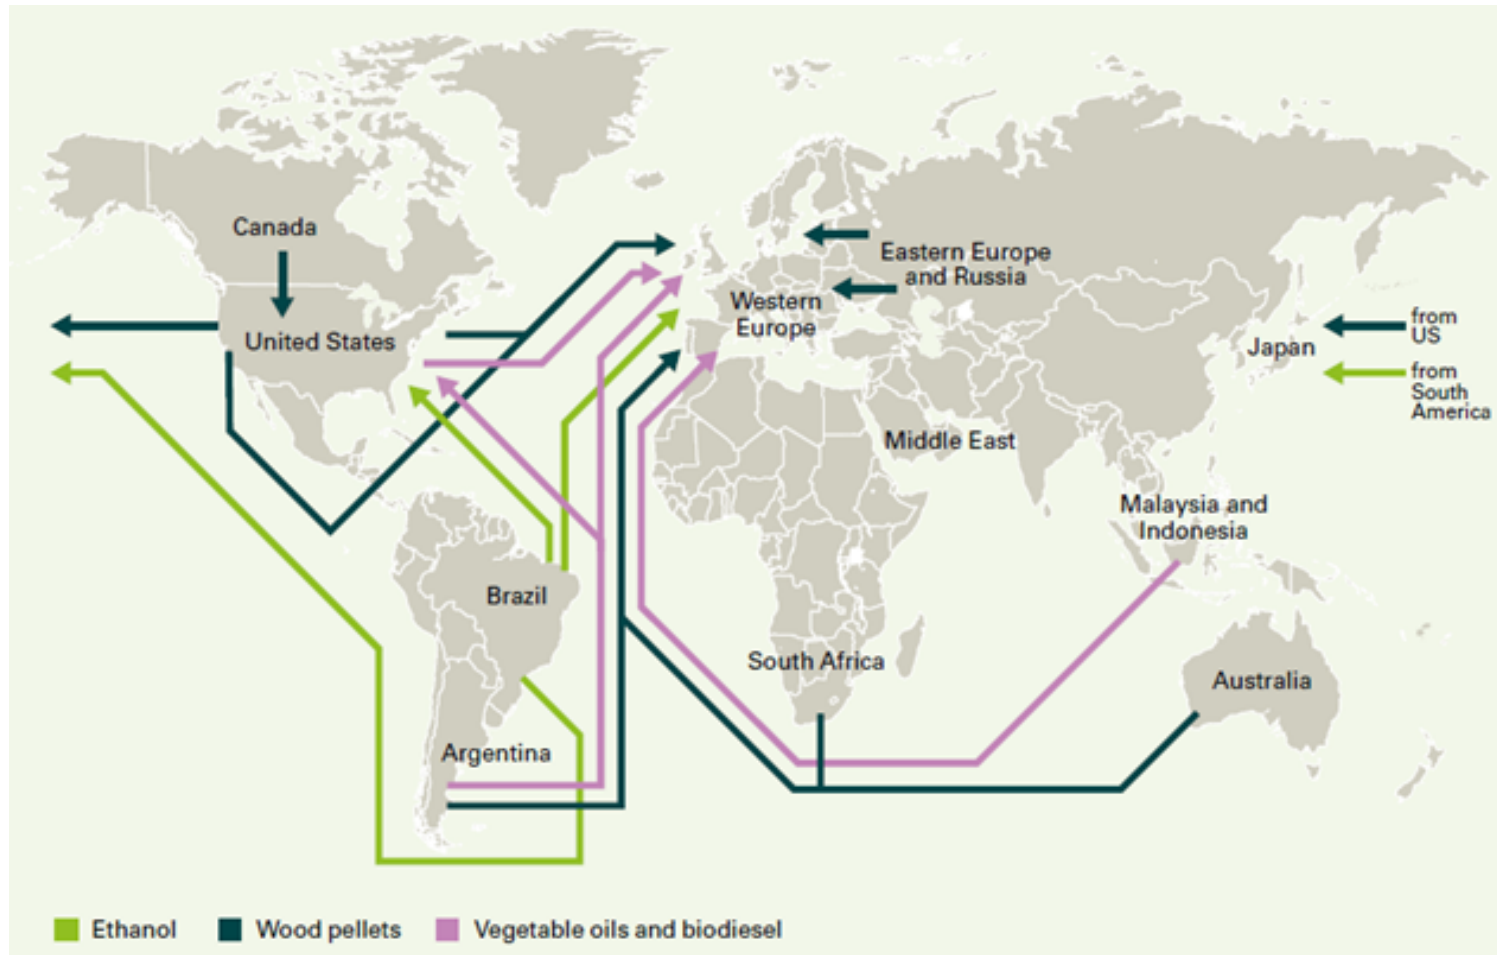 Canada
United States
Eastern Europe
and Russia
Western
Europe
from
US
Japan
from
South
America
Middle East
Malaysia and
Indonesia
Brazil
South Africa
Australia
Argentina
Ethanol
Wood pellets
Vegetable oils and biodiesel